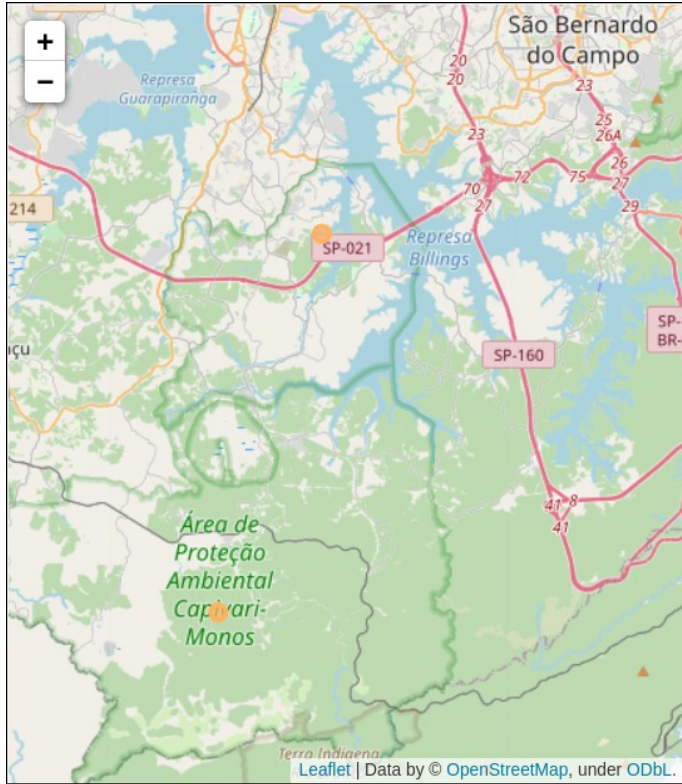 +
−
São Bernardo
do Campo
Represa
Guarapiranga
20
20
23
23
25
26A
26
27
29
70
72
75
27
214
SP-021
Represa
Billings
SP-
BR-
SP-160
çu
41
8
41
Área de
Proteção
Ambiental
Capivari-
Monos
Terra Indígena
Leaflet | Data by © OpenStreetMap, under ODbL.